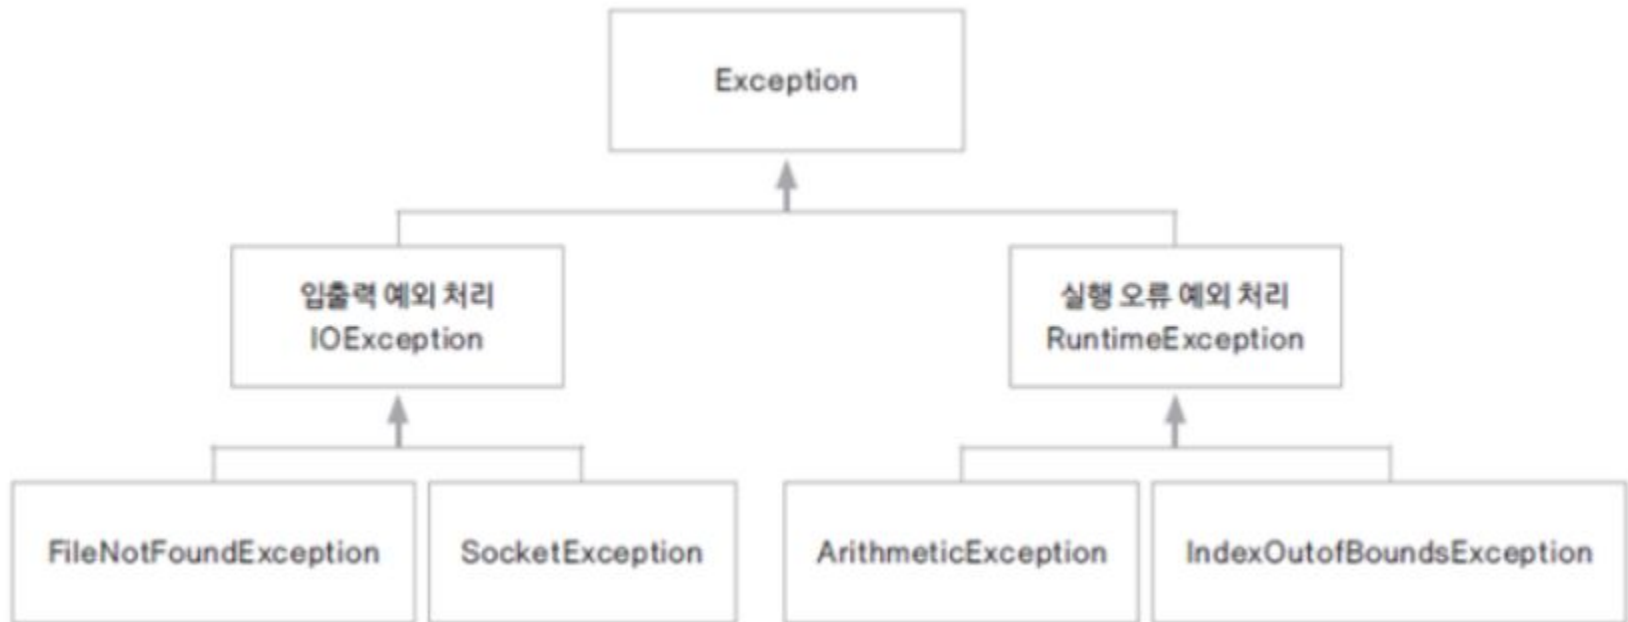 Exception
입출력 예외 처리
IOException
실행 오류 예외 처리
RuntimeException
FileNotFoundException
SocketException
ArithmeticException
IndexOutofBoundsException